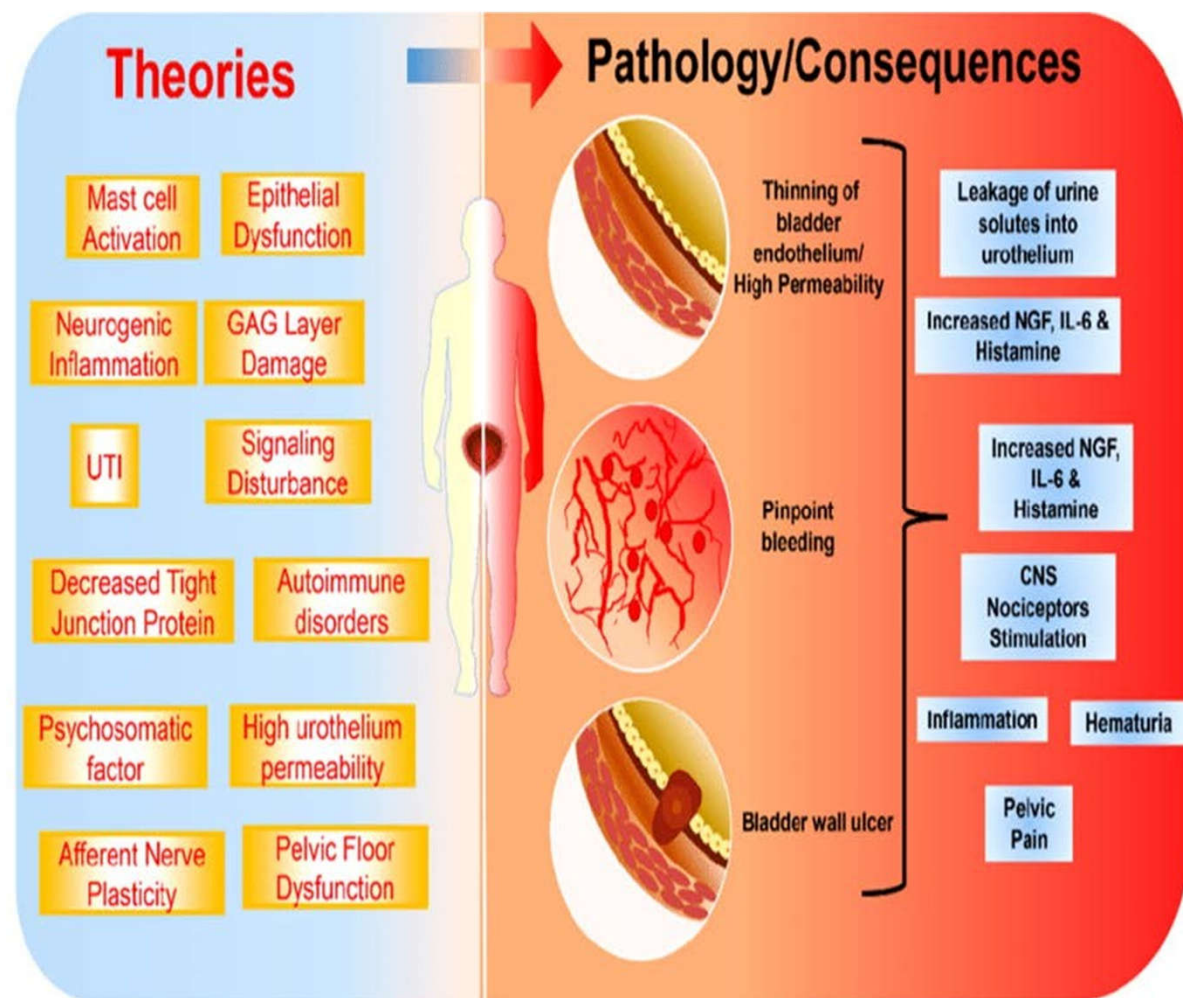 Theories
Pathology/Consequences
Mast cell
Activation
Epithelial
Dysfunction
Neurogenic
Inflammation
GAG Layer
Damage
UTI
Signaling
Disturbance
Decreased Tight
Junction Protein
Autoimmune
disorders
Psychosomatic
factor
High urothelium
permeability
Afferent Nerve
Plasticity
Pelvic Floor
Dysfunction
Thinning of
bladder
endothelium/
High Permeability
Pinpoint
bleeding
Bladder wall ulcer
Leakage of urine
solutes into
urothelium
Increased NGF, IL-6 &
Histamine
Increased NGF,
IL-6 &
Histamine
CNS
Nociceptors
Stimulation
Inflammation
Hematuria
Pelvic
Pain